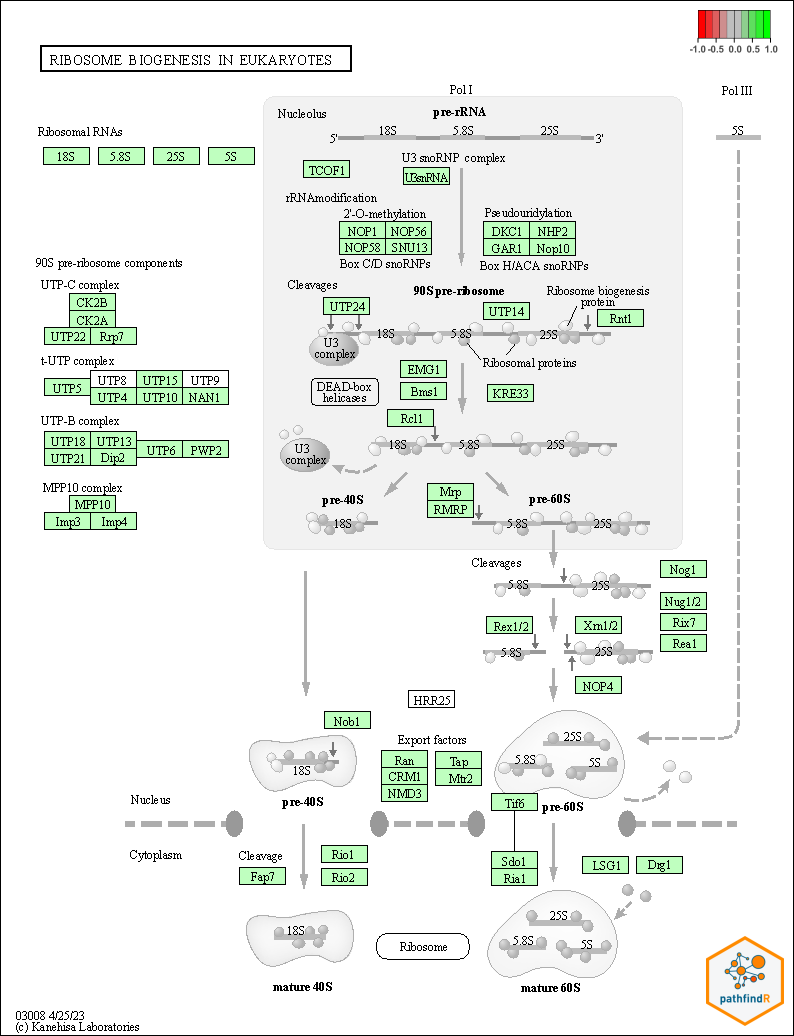 -1.0 -0.5 0.0 0.5 1.0
RIBOSOME BIOGENESIS IN EUKARYOTES
Pol I
Pol III
Nucleolus
pre-rRNA
Ribosomal RNAs
18S 5.8S 25S
5' 3'
5S
18S 5.8S 25S 5S
U3 snoRNP complex
TCOF1
U3snRNA
rRNAmodification
2'-O-methylation
Pseudouridylation
NOP1 NOP56
DKC1 NHP2
NOP58 SNU13
GAR1 Nop10
Box C/D snoRNPs
Box H/ACA snoRNPs
90S pre-ribosome components
UTP-C complex
CK2B
CK2A
UTP22 Rrp7
t-UTP complex
UTP5
UTP8 UTP15 UTP9
UTP4 UTP10 NAN1
UTP-B complex
UTP18 UTP13
UTP21 Dip2
UTP6 PWP2
MPP10 complex
MPP10
Imp3 Imp4
Cleavages
90S pre-ribosome
Ribosome biogenesis
protein
UTP24
UTP14
Rnt1
18S 5.8S 25S
U3
complex
Ribosomal proteins
EMG1
DEAD-box
helicases
Bms1
KRE33
Rcl1
18S 5.8S 25S
U3
complex
pre-40S
Mrp
RMRP
pre-60S
18S
5.8S 25S
Cleavages
Nog1
5.8S 25S
Nug1/2
Rex1/2
Xrn1/2
Rix7
Rea1
5.8S
25S
NOP4
HRR25
Nob1
Export factors
18S
Ran
CRM1
NMD3
Tap
Mtr2
25S
5.8S
5S
Nucleus
pre-40S
Tif6
pre-60S
Cytoplasm
Cleavage
Fap7
Rio1
Rio2
Sdo1
Ria1
LSG1
Drg1
18S
Ribosome
25S
5.8S
5S
mature 40S
mature 60S
pathfindR
03008 4/25/23
(c) Kanehisa Laboratories